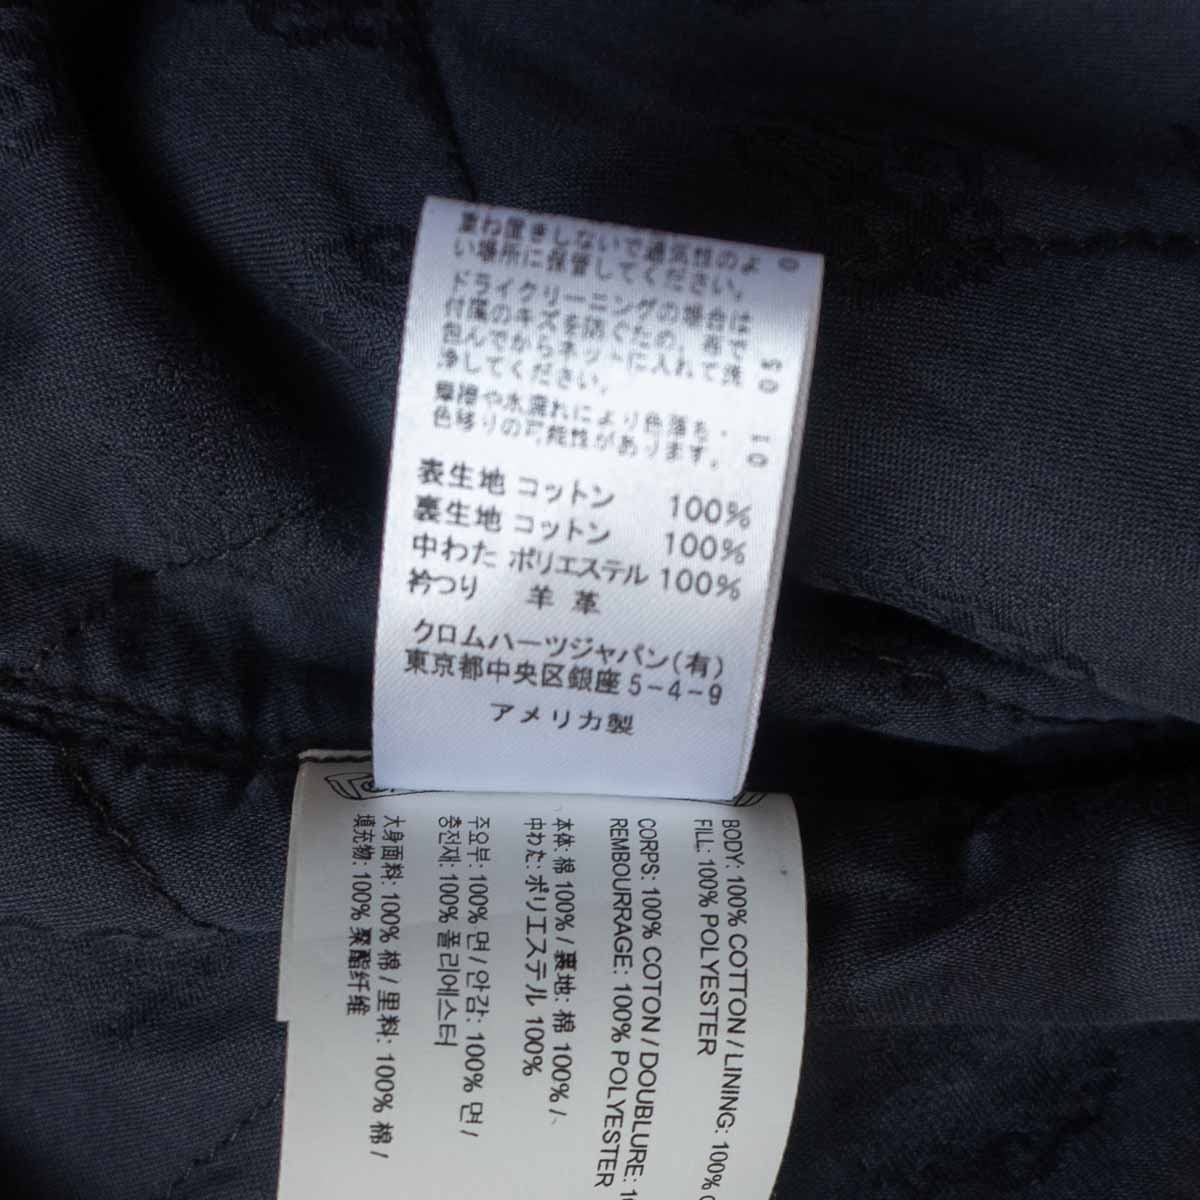 重ね置きしないで通気性のよ
い場所に保管してください。
ドライクリーニングの場合は
付属のキズを防ぐため、布で
包んでからネットに入れて洗
浄してください。
摩擦や水濡れにより色落ち・
色移りの可能性があります。
表生地 コットン 100%
裏生地 コットン 100%
中わた ポリエステル 100%
衿つり 羊 革
クロムハーツジャパン(有)
東京都中央区銀座5-4-9
アメリカ製
0
05
10
BODY: 100% COTTON / LINING: 100%
FILL: 100% POLYESTER
CORPS: 100% COTON / DOUBLURE:
REMBOURRAGE: 100% POLYESTER
本体: 綿 100% / 裏地: 綿 100% /
中わた: ポリエステル 100%
주요부: 100% 면 / 안감: 100% 면 /
충전재: 100% 폴리에스터
大身面料: 100% 棉 / 里料: 100% 棉 /
填充物: 100% 聚酯纤维